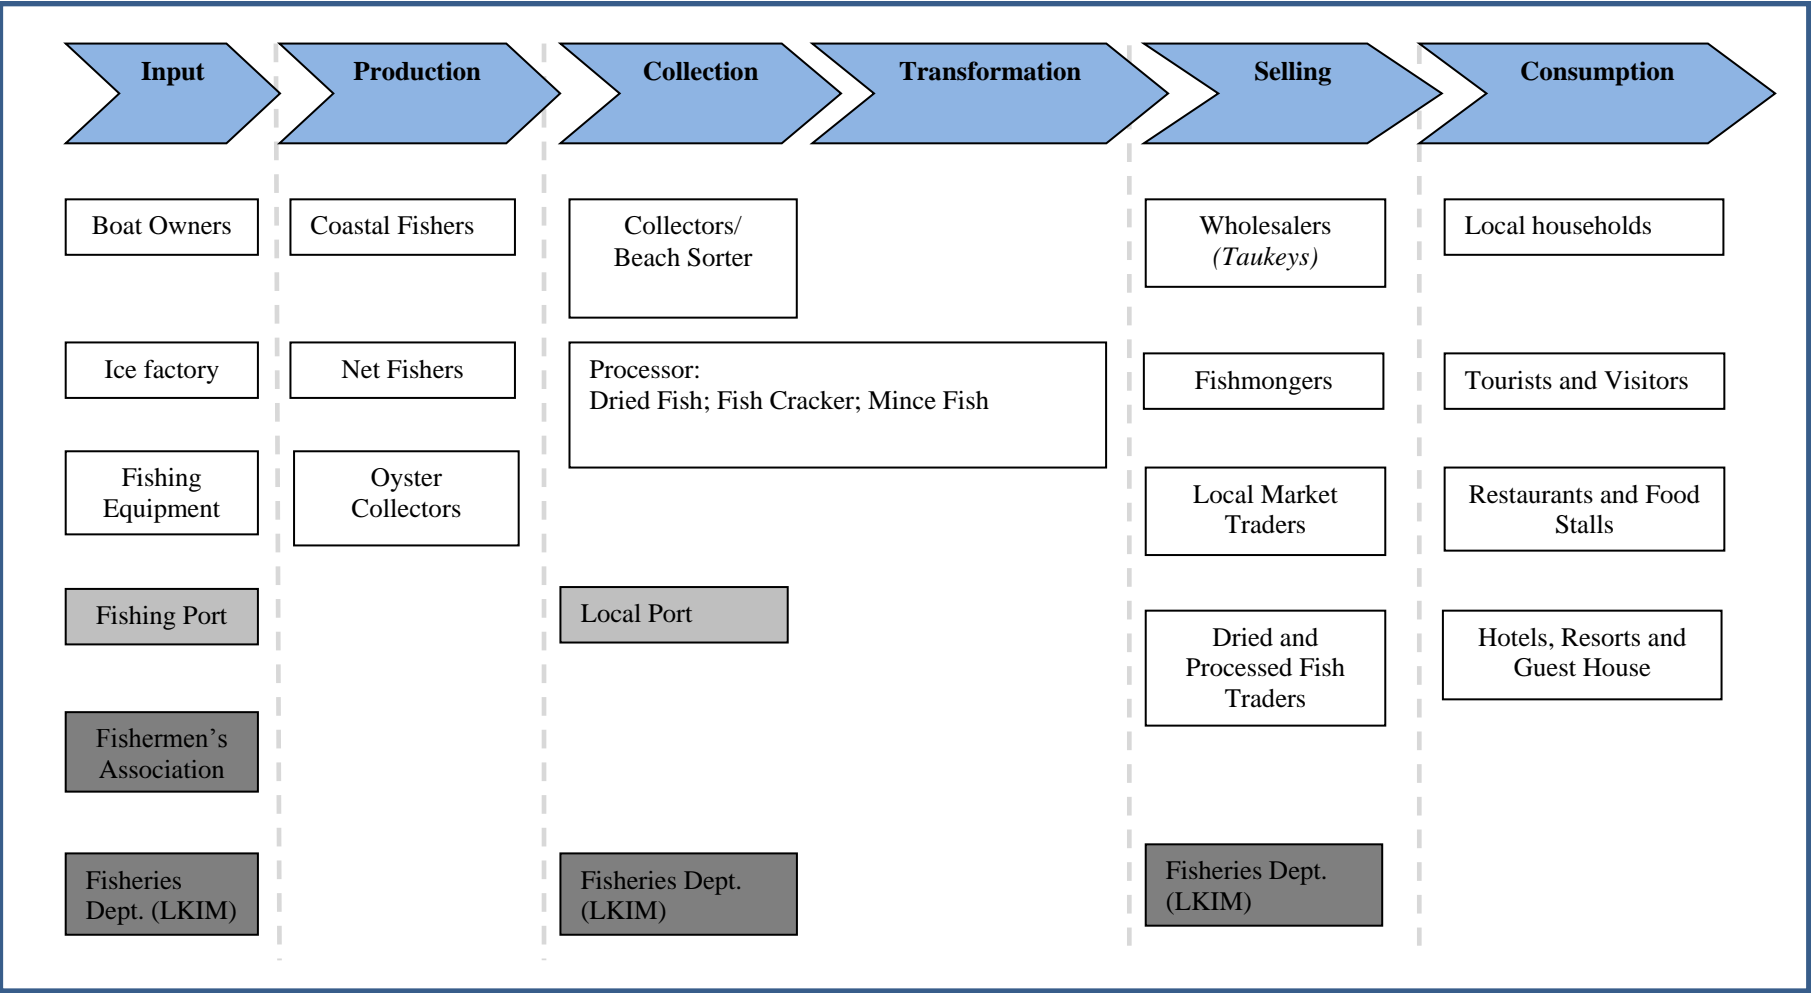 Input
Production
Collection
Transformation
Selling
Consumption
Boat Owners
Coastal Fishers
Collectors/
Beach Sorter
Wholesalers
(Taukeys)
Local households
Ice factory
Net Fishers
Processor:
Dried Fish; Fish Cracker; Mince Fish
Fishmongers
Tourists and Visitors
Fishing
Equipment
Oyster
Collectors
Local Market
Traders
Restaurants and Food
Stalls
Fishing Port
Local Port
Dried and
Processed Fish
Traders
Hotels, Resorts and
Guest House
Fishermen’s
Association
Fisheries
Dept. (LKIM)
Fisheries Dept.
(LKIM)
Fisheries Dept.
(LKIM)